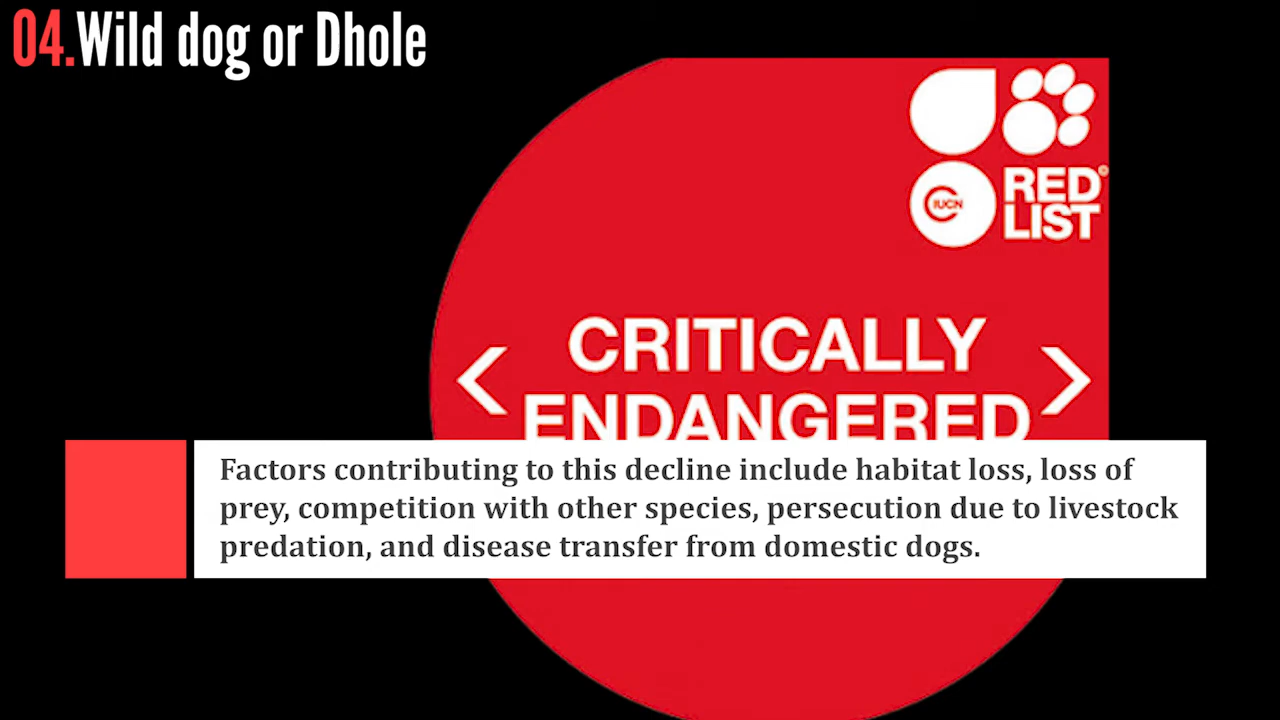 04.Wild dog or Dhole
IUCN
RED
LIST
CRITICALLY
< ENDANGERED >
Factors contributing to this decline include habitat loss, loss of
prey, competition with other species, persecution due to livestock
predation, and disease transfer from domestic dogs.